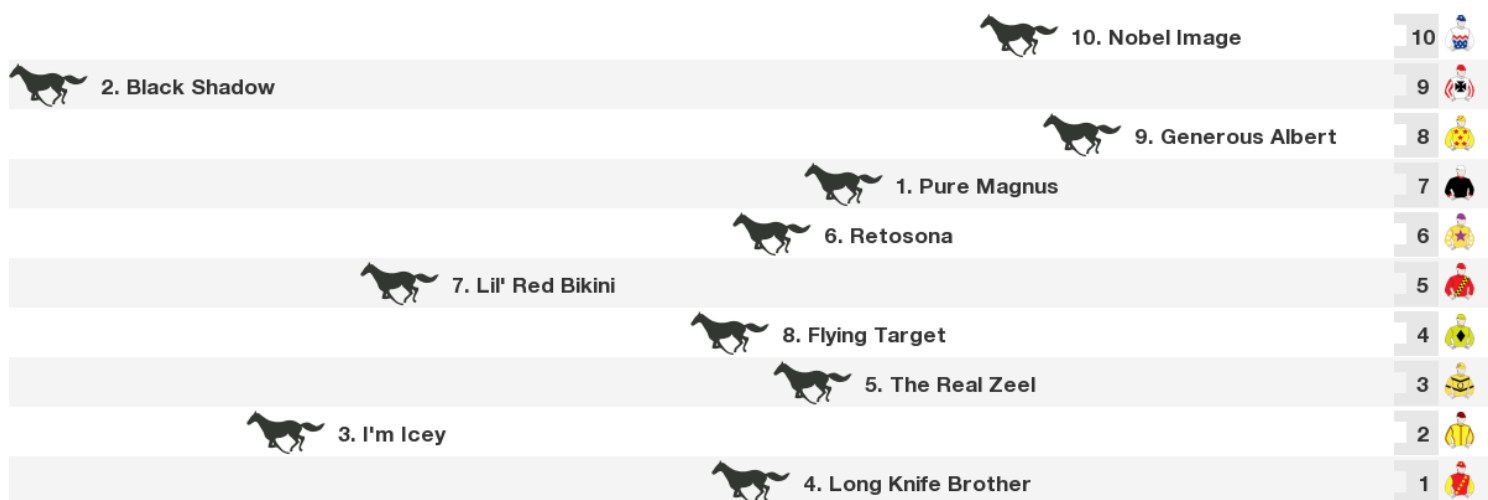 10. Nobel Image 10
2. Black Shadow 9
9. Generous Albert 8
1. Pure Magnus 7
6. Retosona 6
7. Lil' Red Bikini 5
8. Flying Target 4
5. The Real Zeel 3
3. I'm Icey 2
4. Long Knife Brother 1